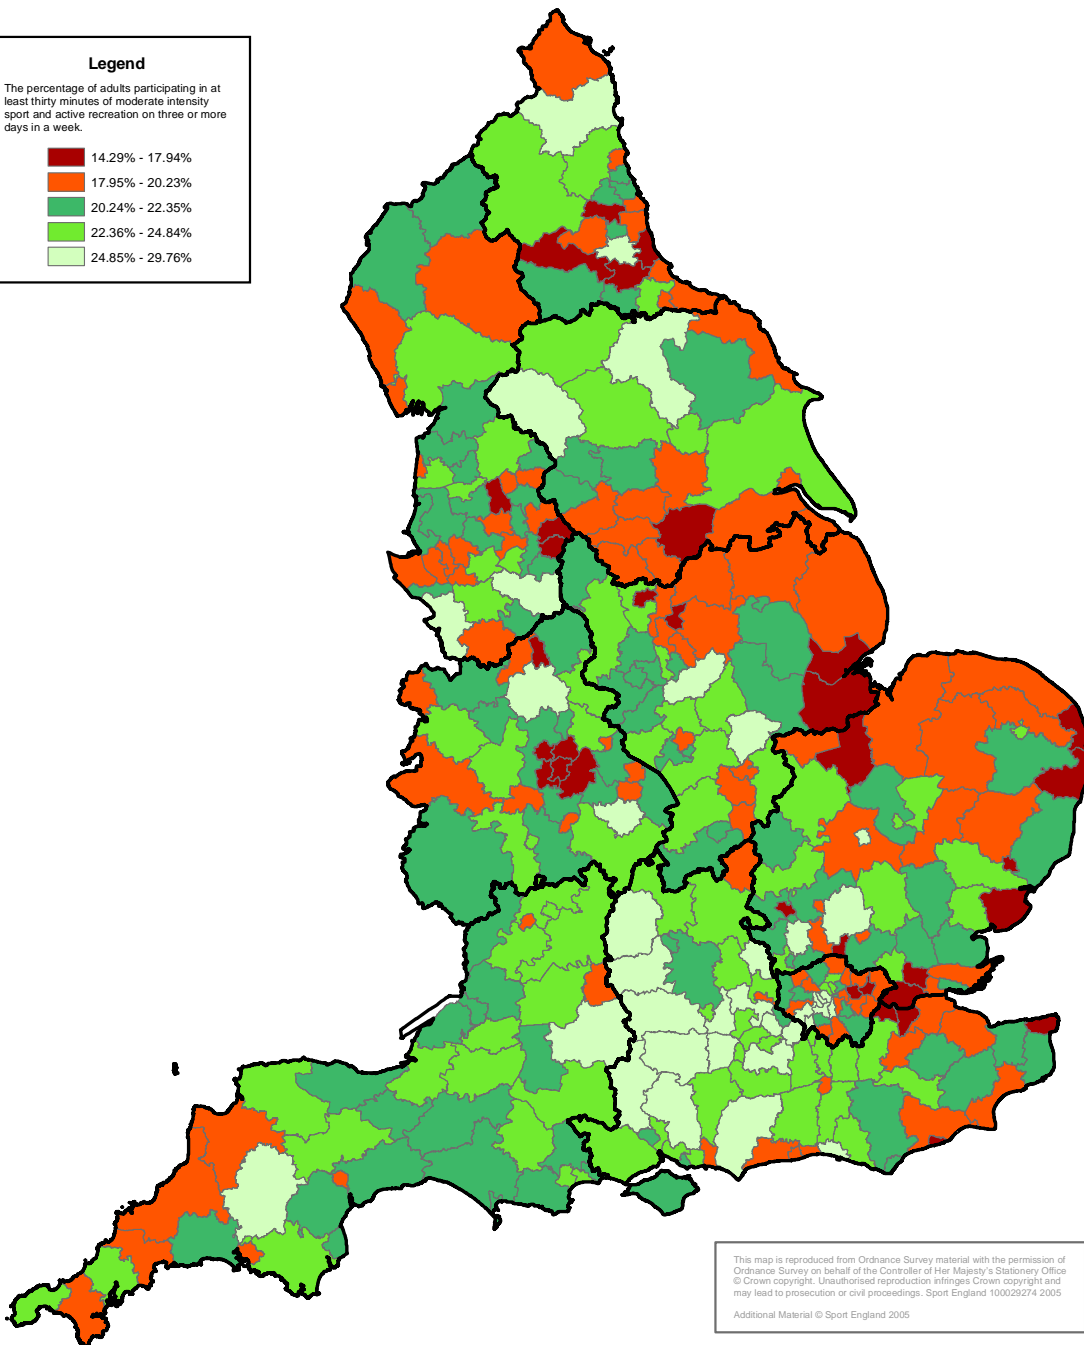 Legend
The percentage of adults participating in at
least thirty minutes of moderate intensity
sport and active recreation on three or more
days in a week.
14.29% - 17.94%
17.95% - 20.23%
20.24% - 22.35%
22.36% - 24.84%
24.85% - 29.76%
This map is reproduced from Ordnance Survey material with the permission of
Ordnance Survey on behalf of the Controller of Her Majesty's Stationery Office
© Crown copyright. Unauthorised reproduction infringes Crown copyright and
may lead to prosecution or civil proceedings. Sport England 100029274 2005
Additional Material © Sport England 2005